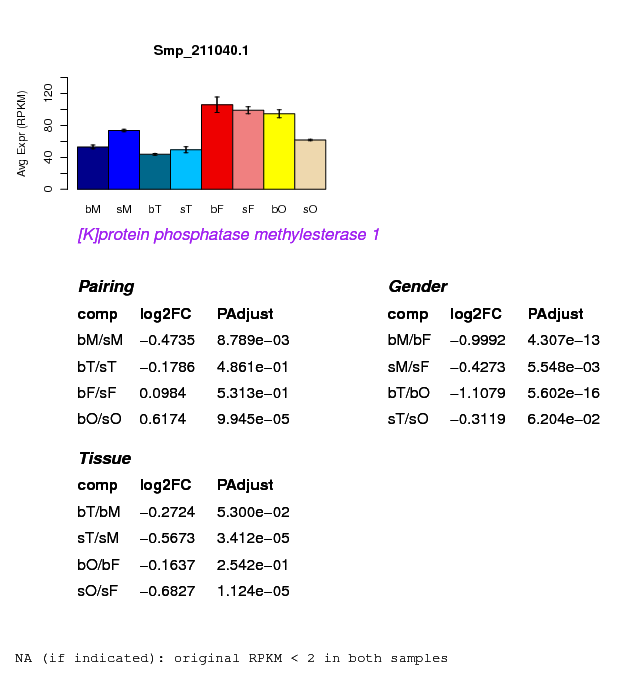 Smp_211040.1
Avg Expr (RPKM)
0 40 80 120
bM sM bT sT bF sF bO sO
[K]protein phosphatase methylesterase 1
Pairing
comp log2FC PAdjust
bM/sM −0.4735 8.789e−03
bT/sT −0.1786 4.861e−01
bF/sF 0.0984 5.313e−01
bO/sO 0.6174 9.945e−05
Gender
comp log2FC PAdjust
bM/bF −0.9992 4.307e−13
sM/sF −0.4273 5.548e−03
bT/bO −1.1079 5.602e−16
sT/sO −0.3119 6.204e−02
Tissue
comp log2FC PAdjust
bT/bM −0.2724 5.300e−02
sT/sM −0.5673 3.412e−05
bO/bF −0.1637 2.542e−01
sO/sF −0.6827 1.124e−05
NA (if indicated): original RPKM < 2 in both samples